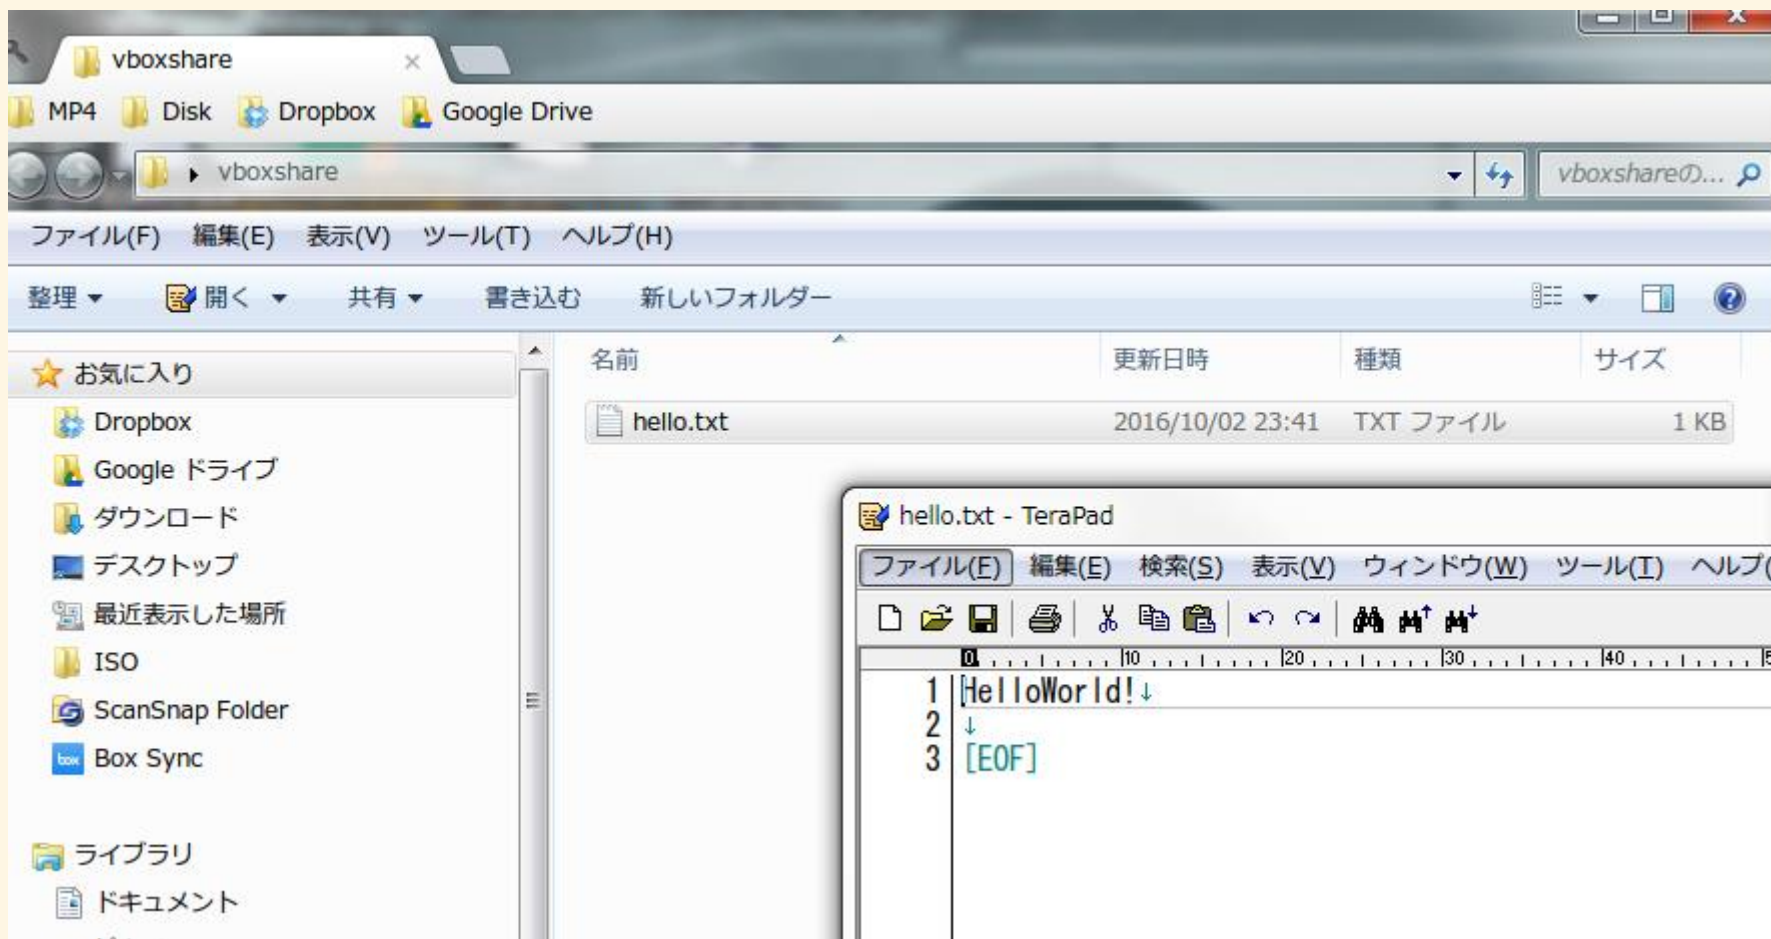 vboxshare
MP4 Disk Dropbox Google Drive
vboxshare vboxshareの...
ファイル(F) 編集(E) 表示(V) ツール(T) ヘルプ(H)
整理 開く 共有 書き込む 新しいフォルダー
お気に入り
Dropbox
Google ドライブ
ダウンロード
デスクトップ
最近表示した場所
ISO
ScanSnap Folder
box Box Sync
ライブラリ
ドキュメント
名前 更新日時 種類 サイズ
hello.txt 2016/10/02 23:41 TXT ファイル 1 KB
hello.txt - TeraPad
ファイル(F) 編集(E) 検索(S) 表示(V) ウィンドウ(W) ツール(T) ヘルプ(
0 10 20 30 40
1 HelloWorld!↓
2 ↓
3 [EOF]